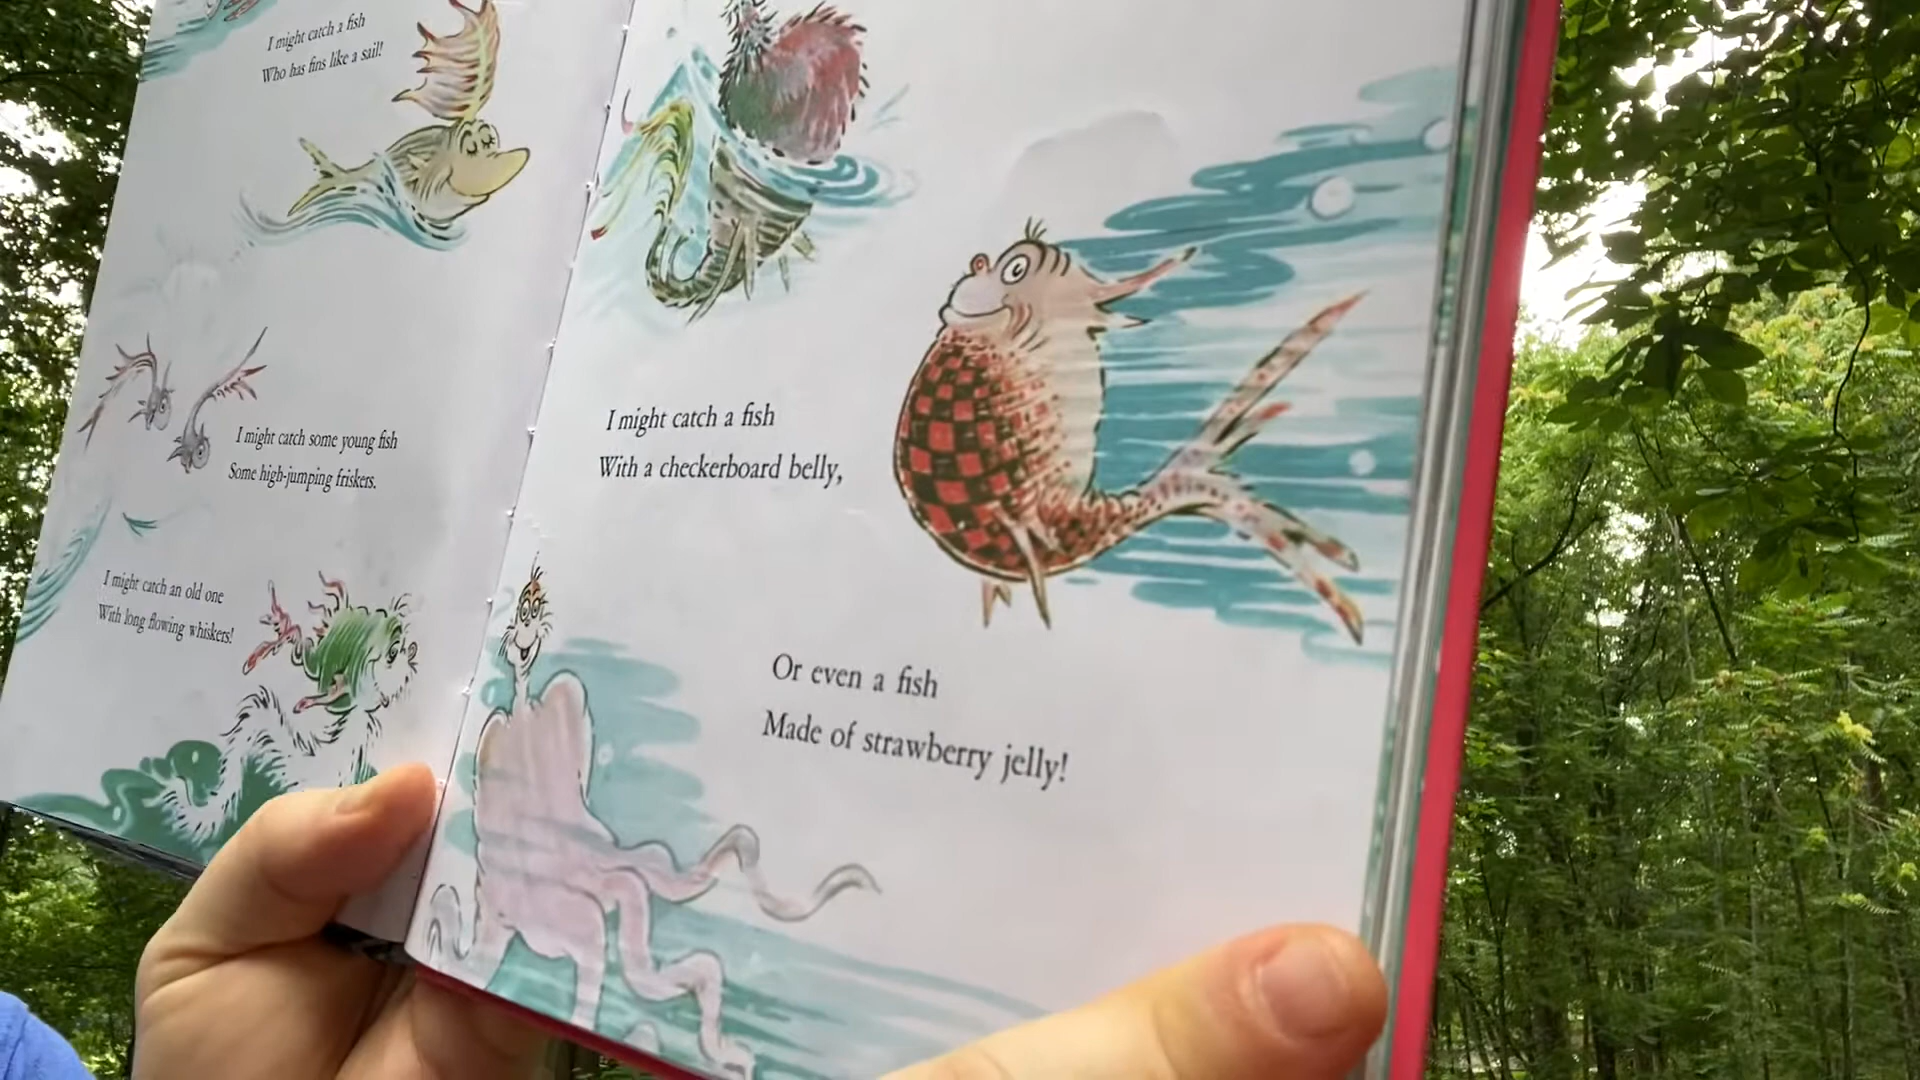 I might catch a fish
Who has fins like a sail!
I might catch some young fish
Some high-jumping friskers.
I might catch an old one
With long flowing whiskers!
I might catch a fish
With a checkerboard belly,
Or even a fish
Made of strawberry jelly!